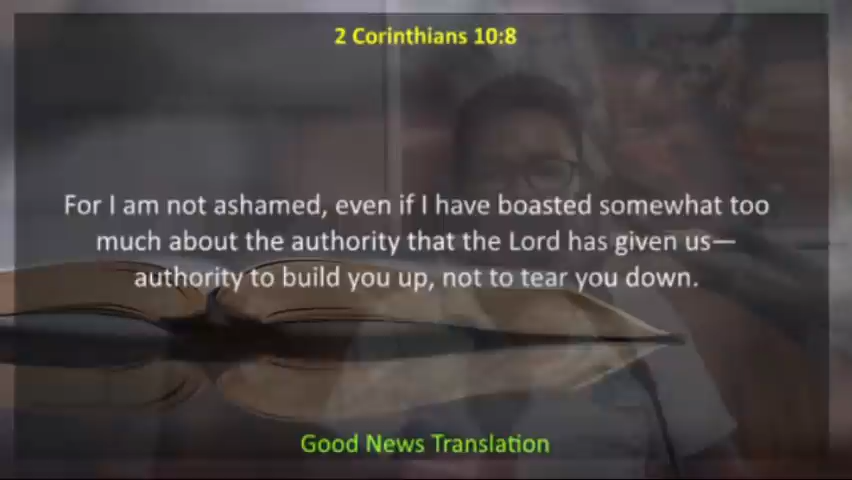 2 Corinthians 10:8
For I am not ashamed, even if I have boasted somewhat too
much about the authority that the Lord has given us—
authority to build you up, not to tear you down.
Good News Translation